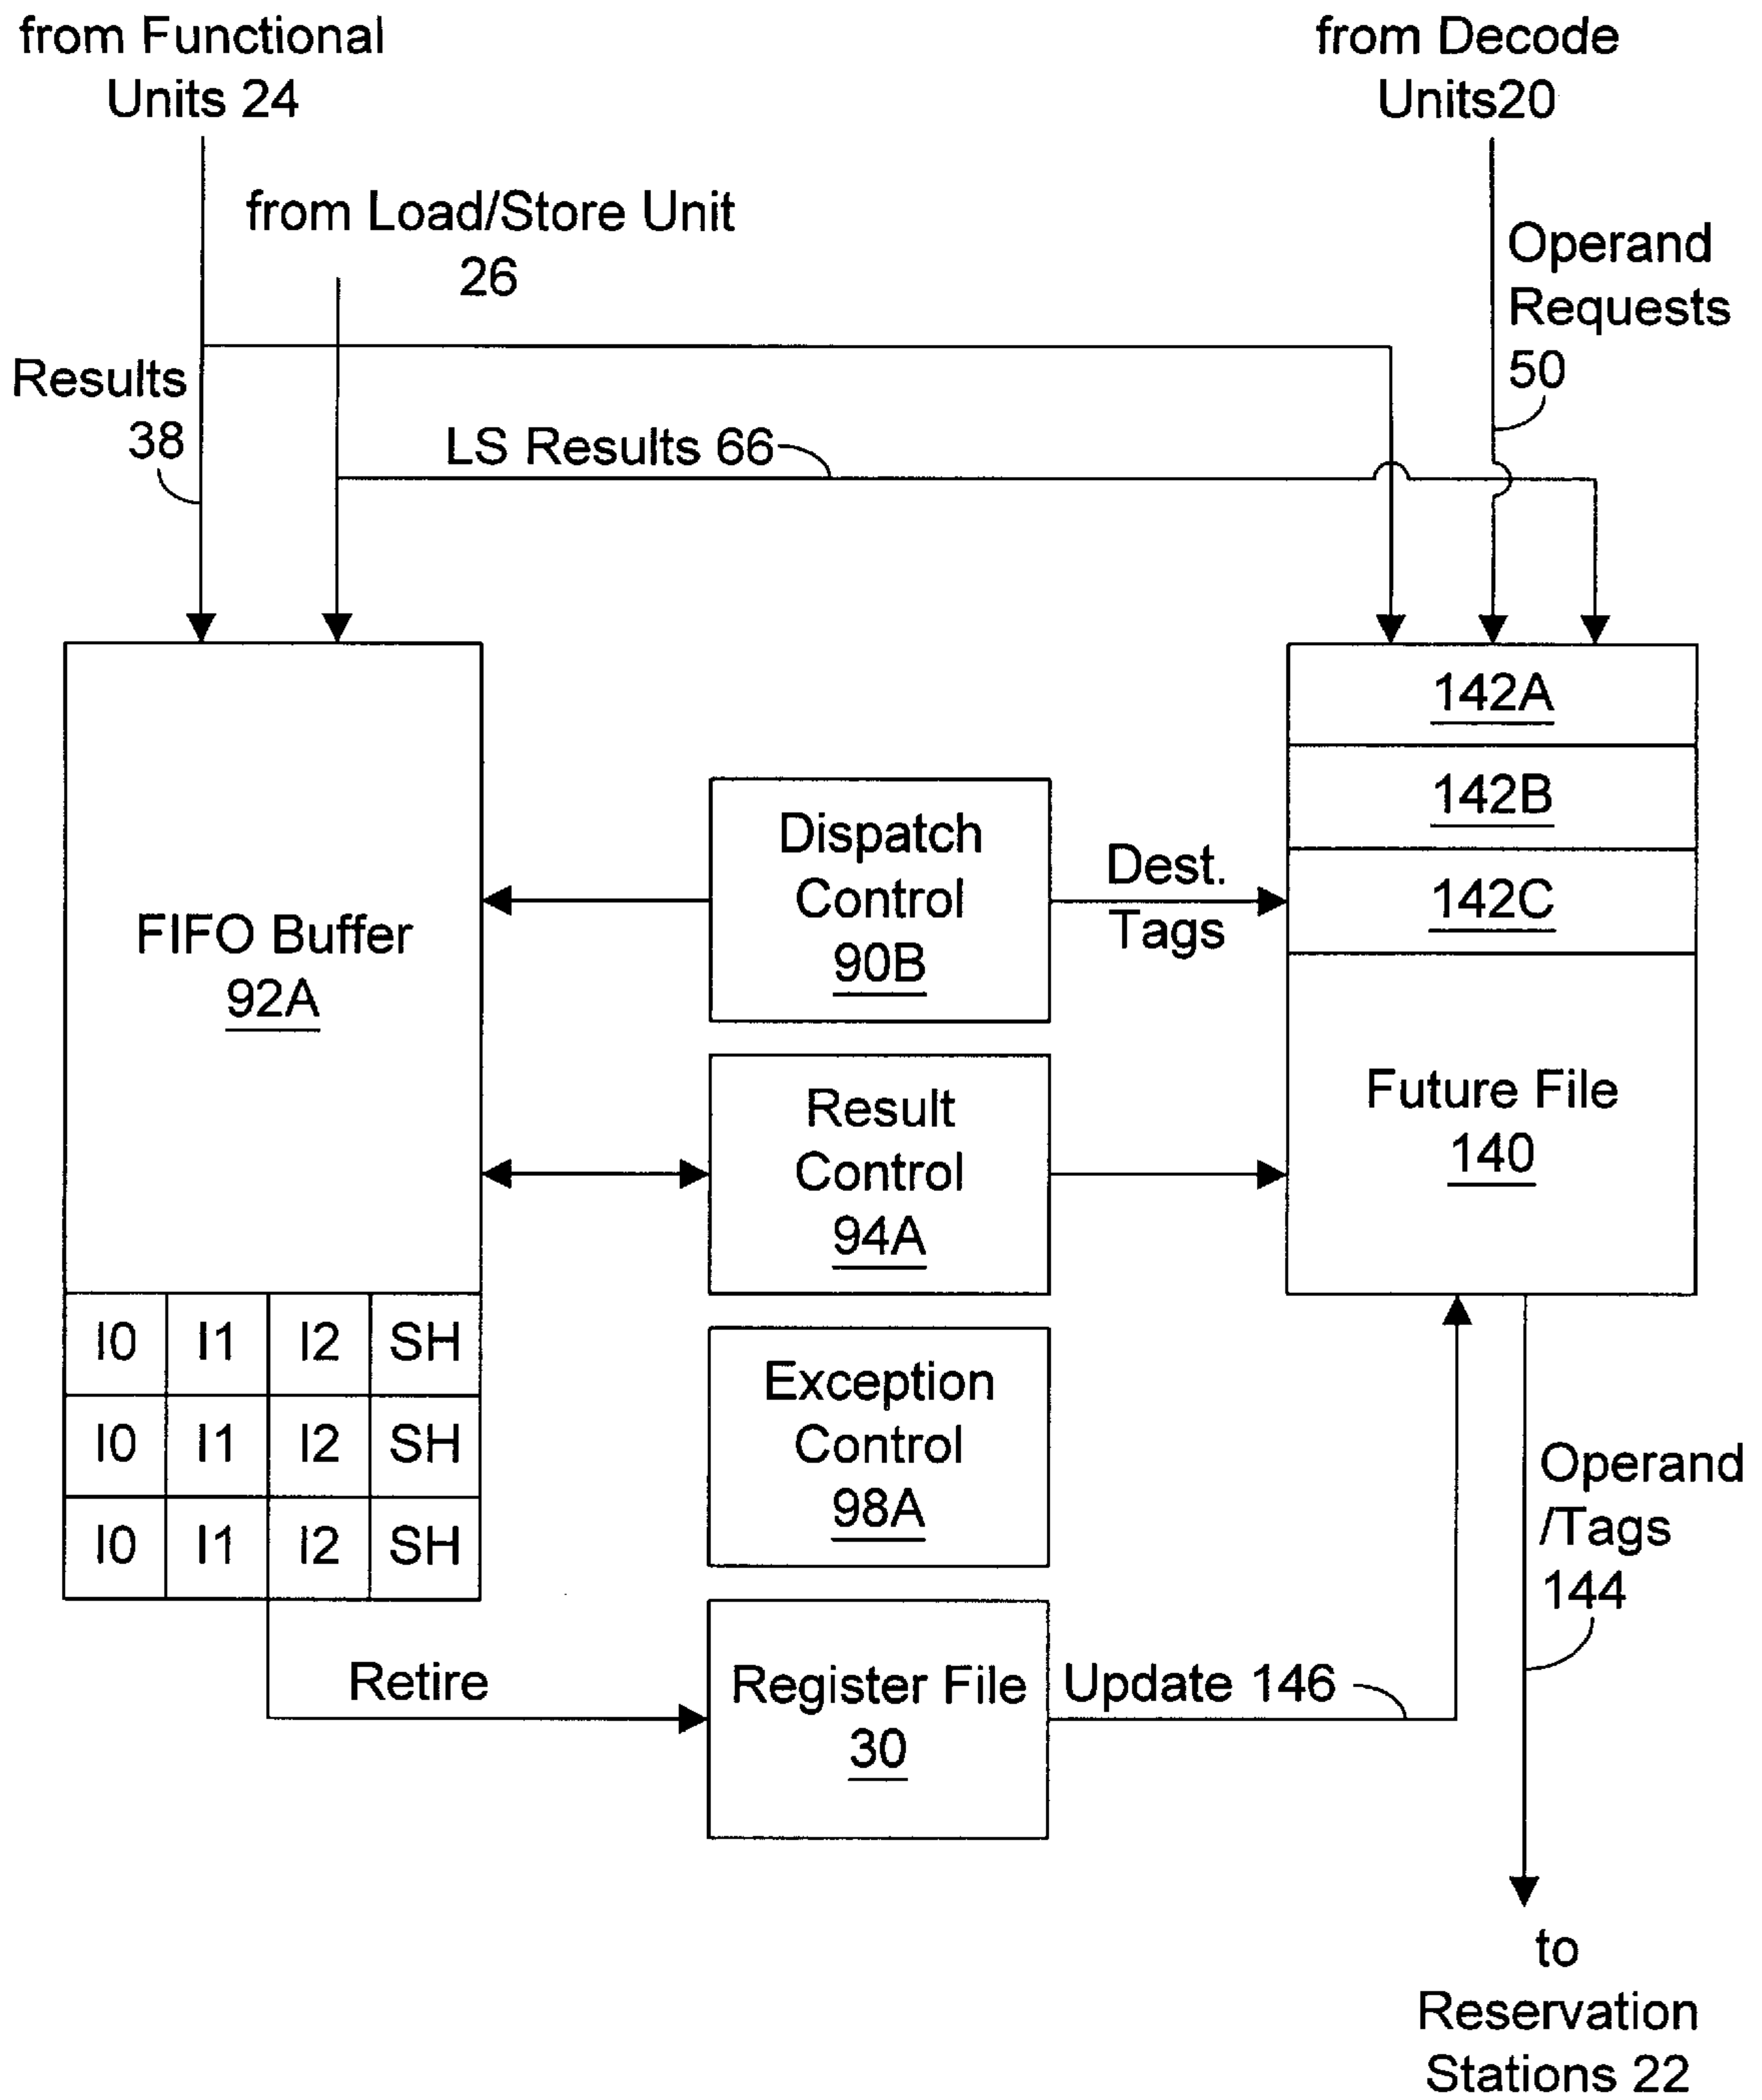 from Functional
Units 24
from Decode
Units20
from Load/Store Unit
26
Operand
Requests
50
Results
38
LS Results 66
142A
142B
142C
Dispatch
Control
90B
Dest.
Tags
FIFO Buffer
92A
Future File
140
Result
Control
94A
I0 I1 I2 SH
I0 I1 I2 SH
I0 I1 I2 SH
Exception
Control
98A
Operand
/Tags
144
Retire
Register File
30
Update 146
to
Reservation
Stations 22